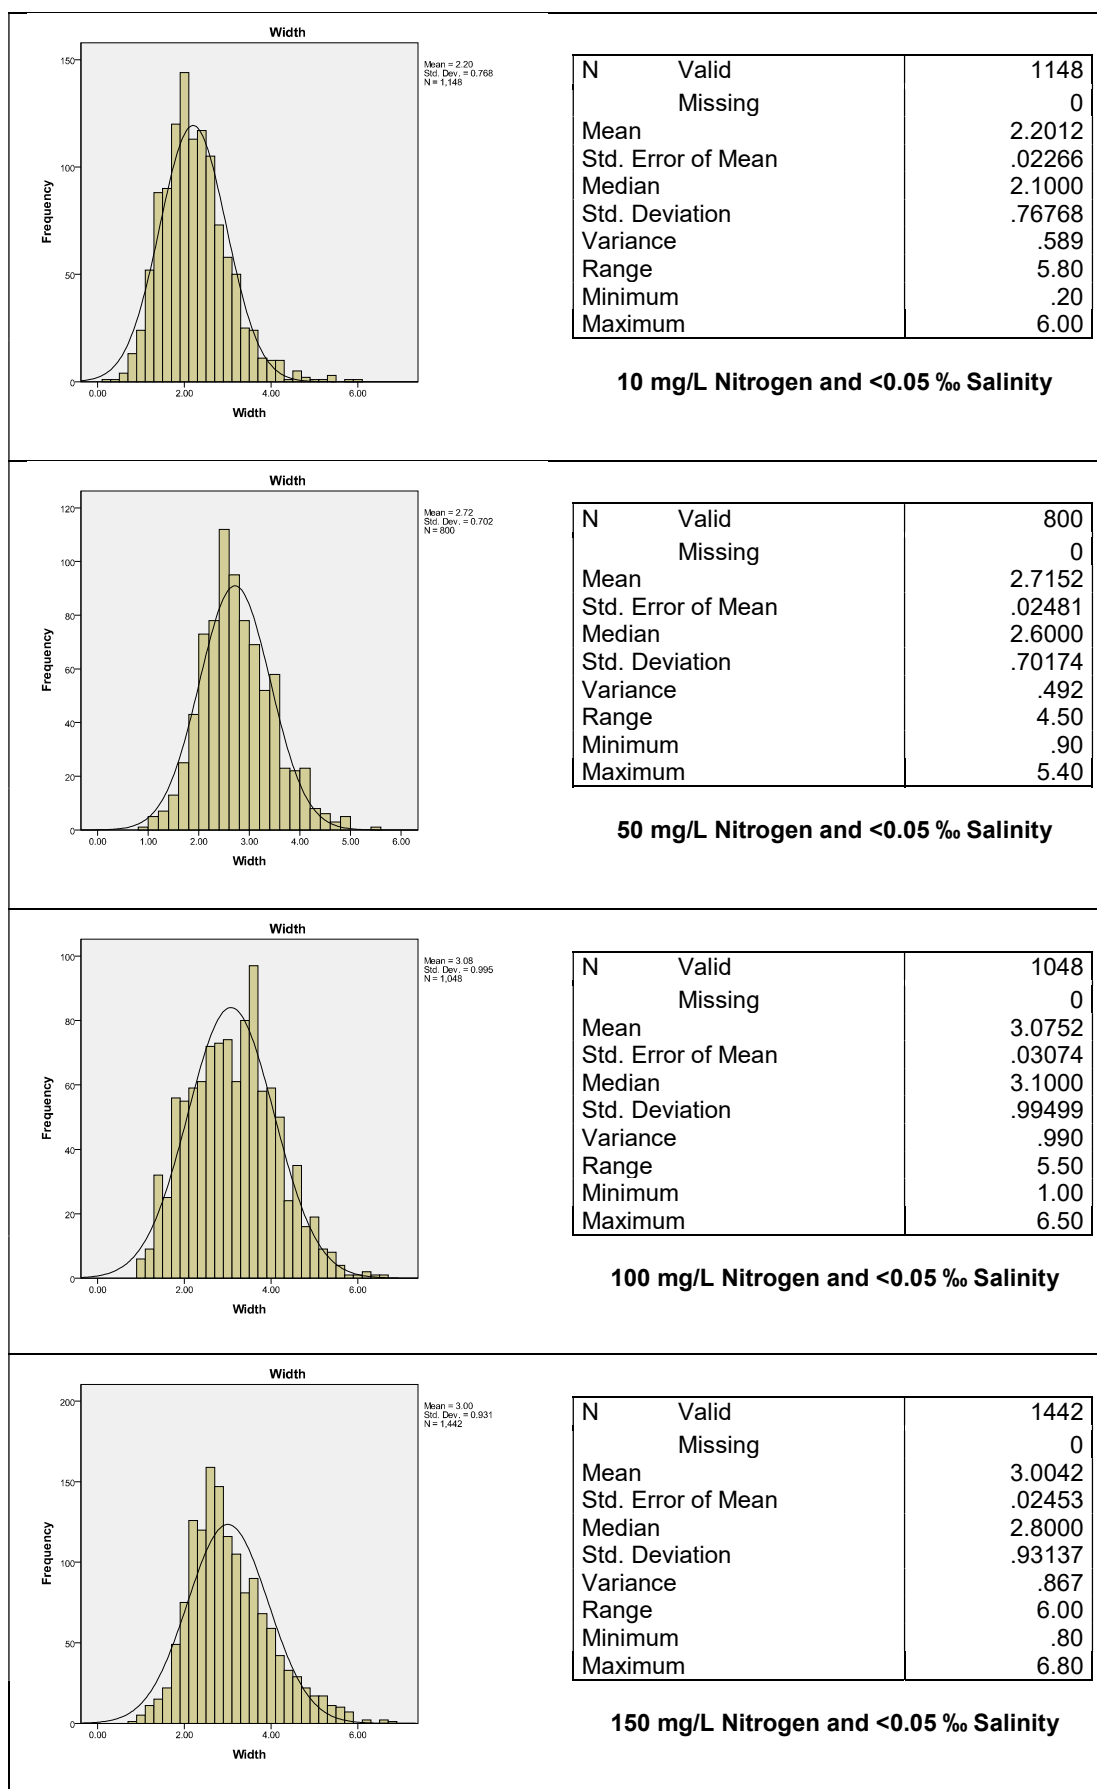 Width
Mean = 2.20
Std. Dev. = 0.768
N = 1,148
150
100
50
0
Frequency
0.00 2.00 4.00 6.00
Width
N Valid 1148
Missing 0
Mean 2.2012
Std. Error of Mean .02266
Median 2.1000
Std. Deviation .76768
Variance .589
Range 5.80
Minimum .20
Maximum 6.00
10 mg/L Nitrogen and <0.05 ‰ Salinity
Width
Mean = 2.72
Std. Dev. = 0.702
N = 800
120
100
80
60
40
20
0
Frequency
0.00 1.00 2.00 3.00 4.00 5.00 6.00
Width
N Valid 800
Missing 0
Mean 2.7152
Std. Error of Mean .02481
Median 2.6000
Std. Deviation .70174
Variance .492
Range 4.50
Minimum .90
Maximum 5.40
50 mg/L Nitrogen and <0.05 ‰ Salinity
Width
Mean = 3.08
Std. Dev. = 0.995
N = 1,048
100
80
60
40
20
0
Frequency
0.00 2.00 4.00 6.00
Width
N Valid 1048
Missing 0
Mean 3.0752
Std. Error of Mean .03074
Median 3.1000
Std. Deviation .99499
Variance .990
Range 5.50
Minimum 1.00
Maximum 6.50
100 mg/L Nitrogen and <0.05 ‰ Salinity
Width
Mean = 3.00
Std. Dev. = 0.931
N = 1,442
200
150
100
50
0
Frequency
0.00 2.00 4.00 6.00
Width
N Valid 1442
Missing 0
Mean 3.0042
Std. Error of Mean .02453
Median 2.8000
Std. Deviation .93137
Variance .867
Range 6.00
Minimum .80
Maximum 6.80
150 mg/L Nitrogen and <0.05 ‰ Salinity